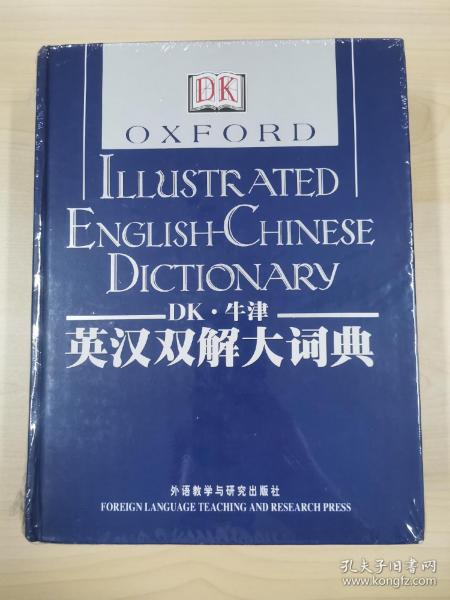 DK
OXFORD
ILLUSTRATED
ENGLISH-CHINESE
DICTIONARY
DK·牛津
英汉双解大词典
外语教学与研究出版社
FOREIGN LANGUAGE TEACHING AND RESEARCH PRESS
孔夫子旧书网
www.kongfz.com